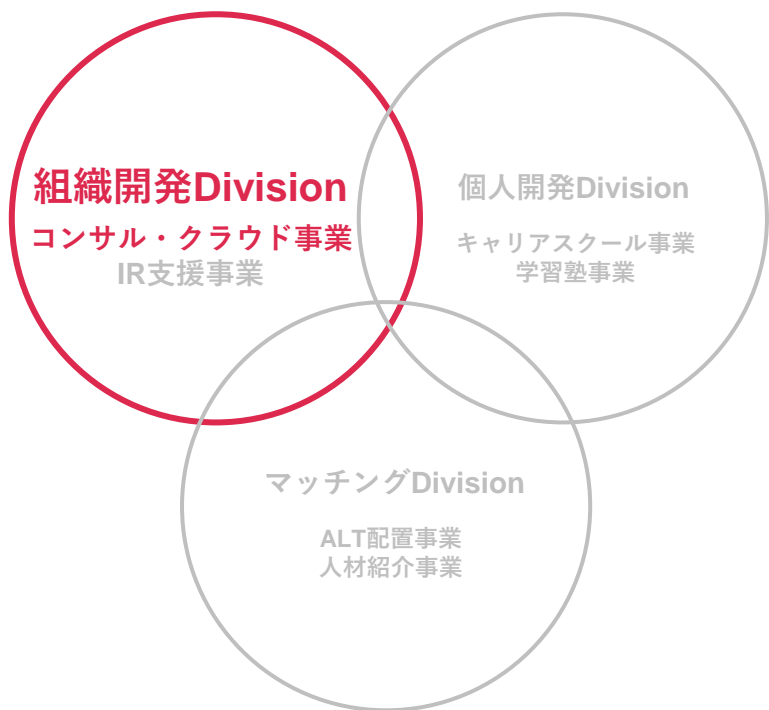 組織開発Division
コンサル・クラウド事業
IR支援事業
個人開発Division
キャリアスクール事業
学習塾事業
マッチングDivision
ALT配置事業
人材紹介事業